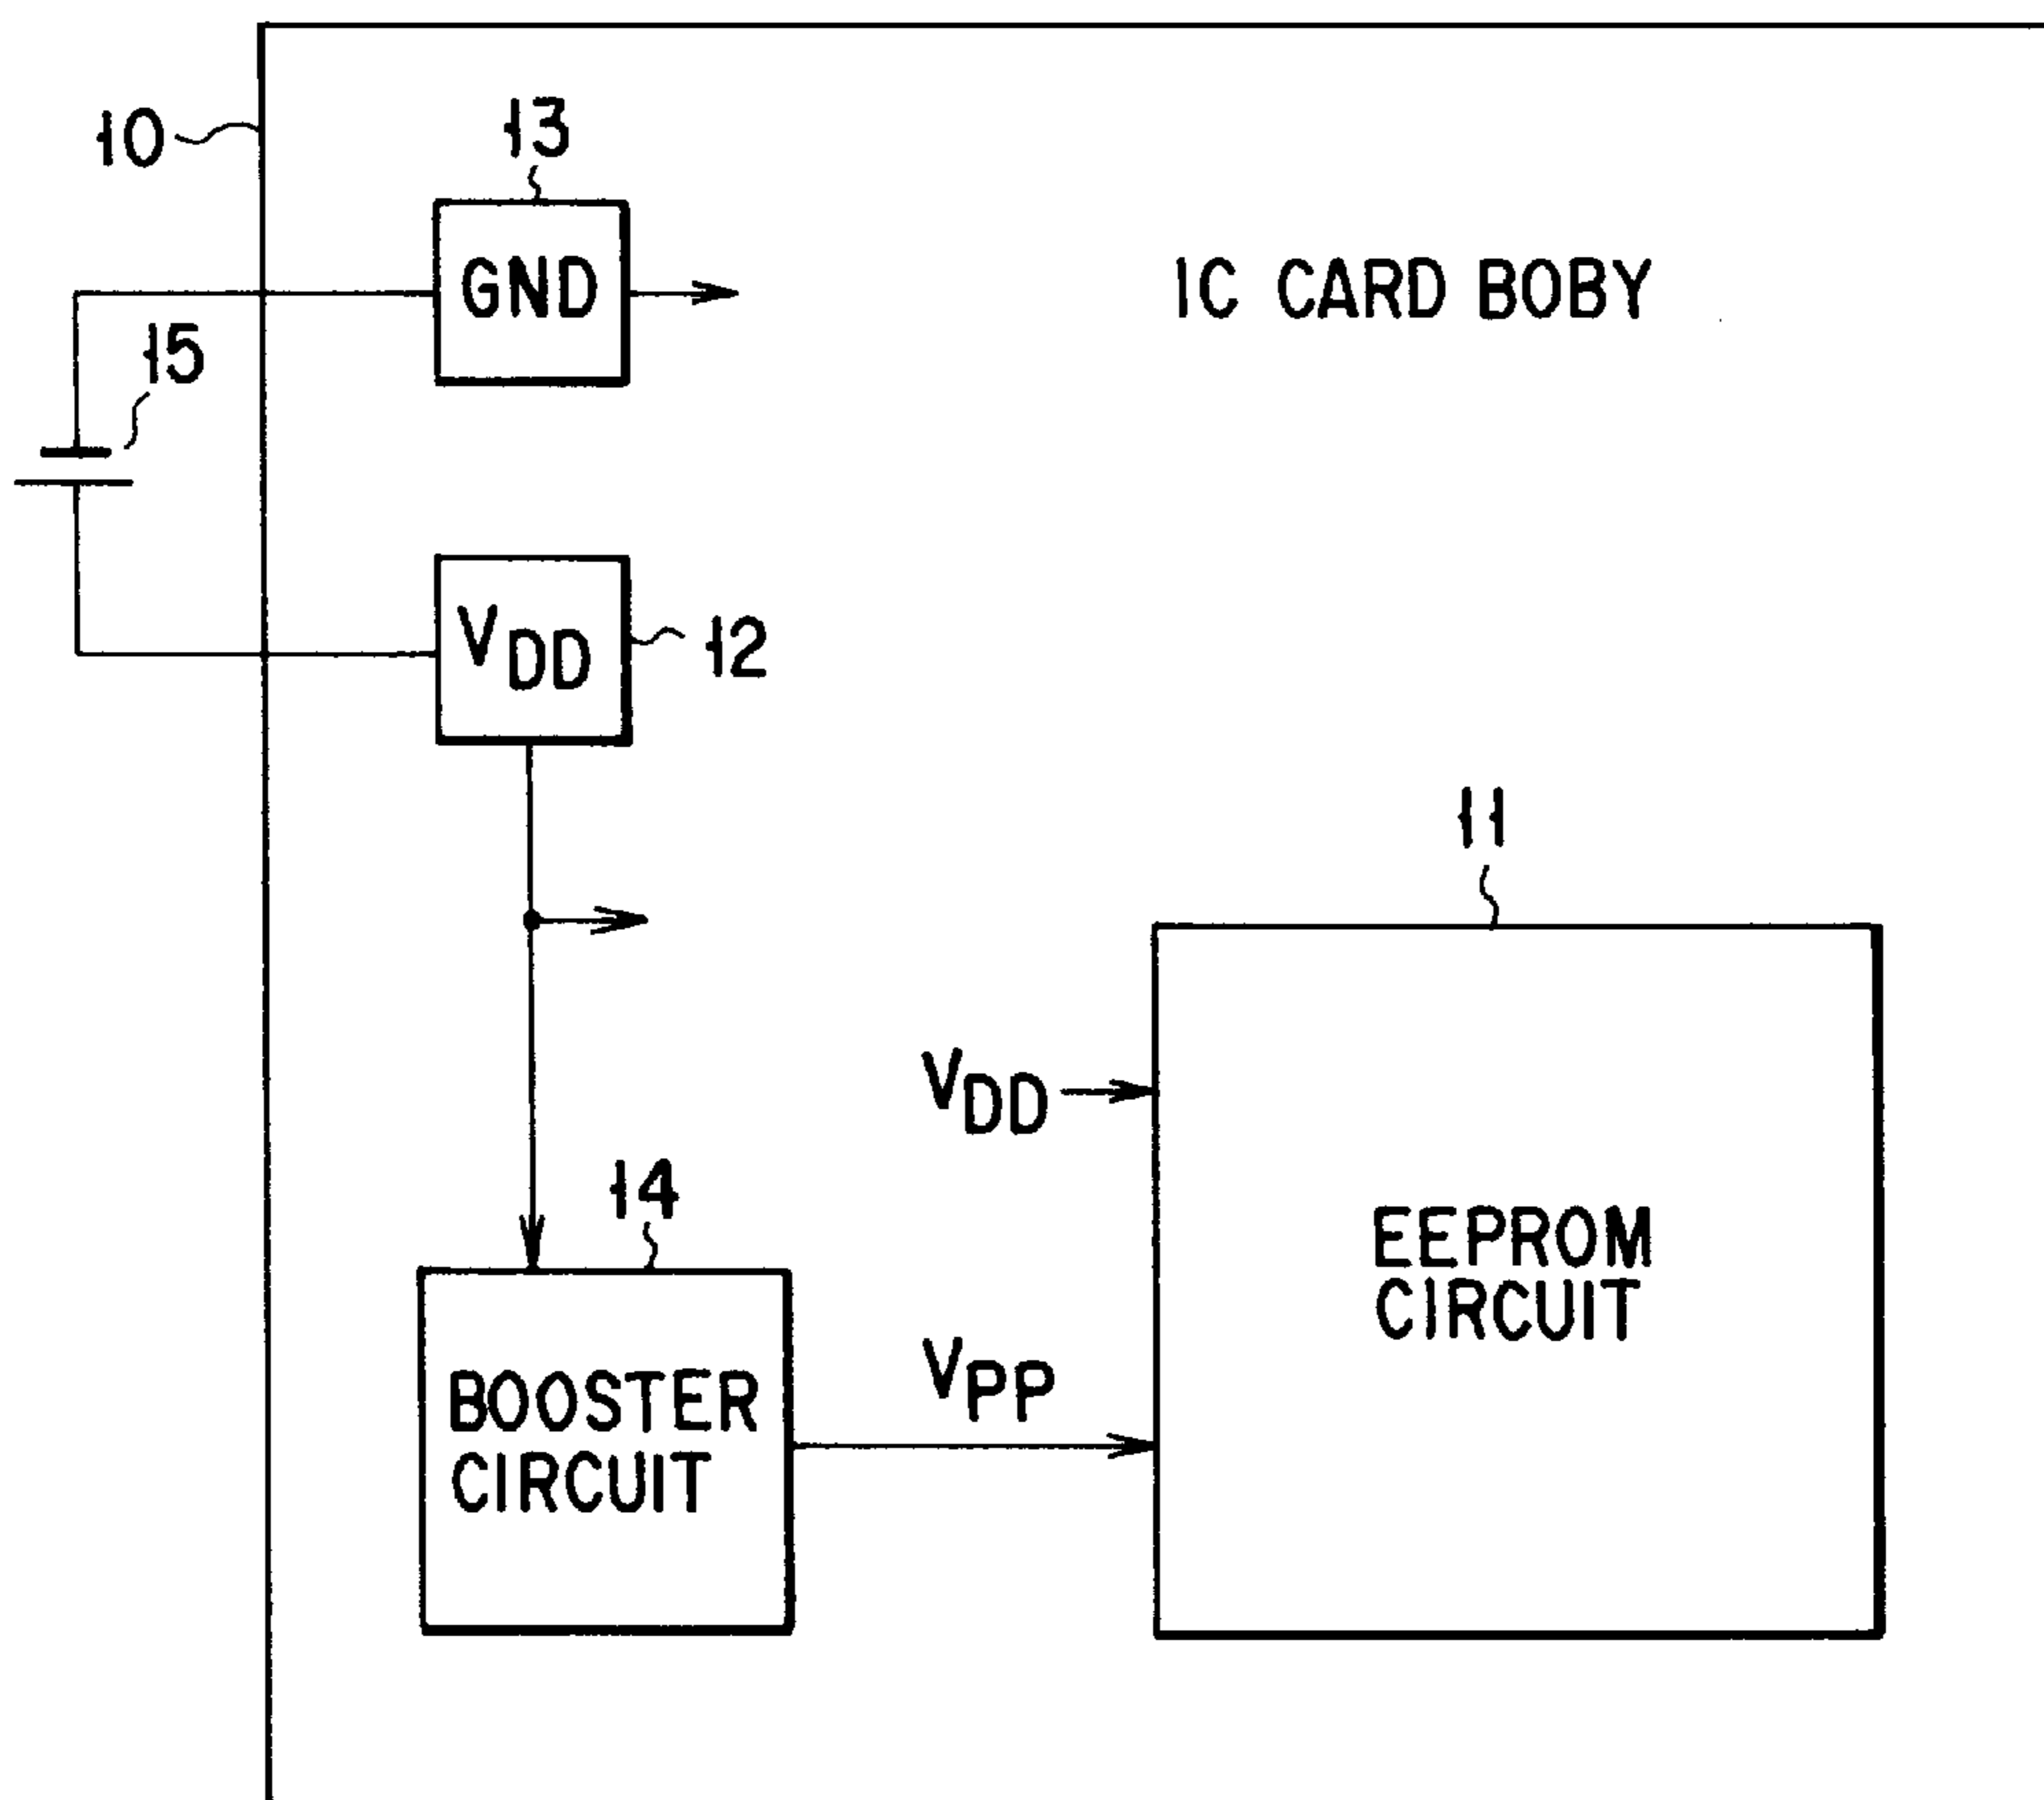 10
13
GND
IC CARD BOBY
15
VDD
12
11
VDD
14
EEPROM
CIRCUIT
VPP
BOOSTER
CIRCUIT